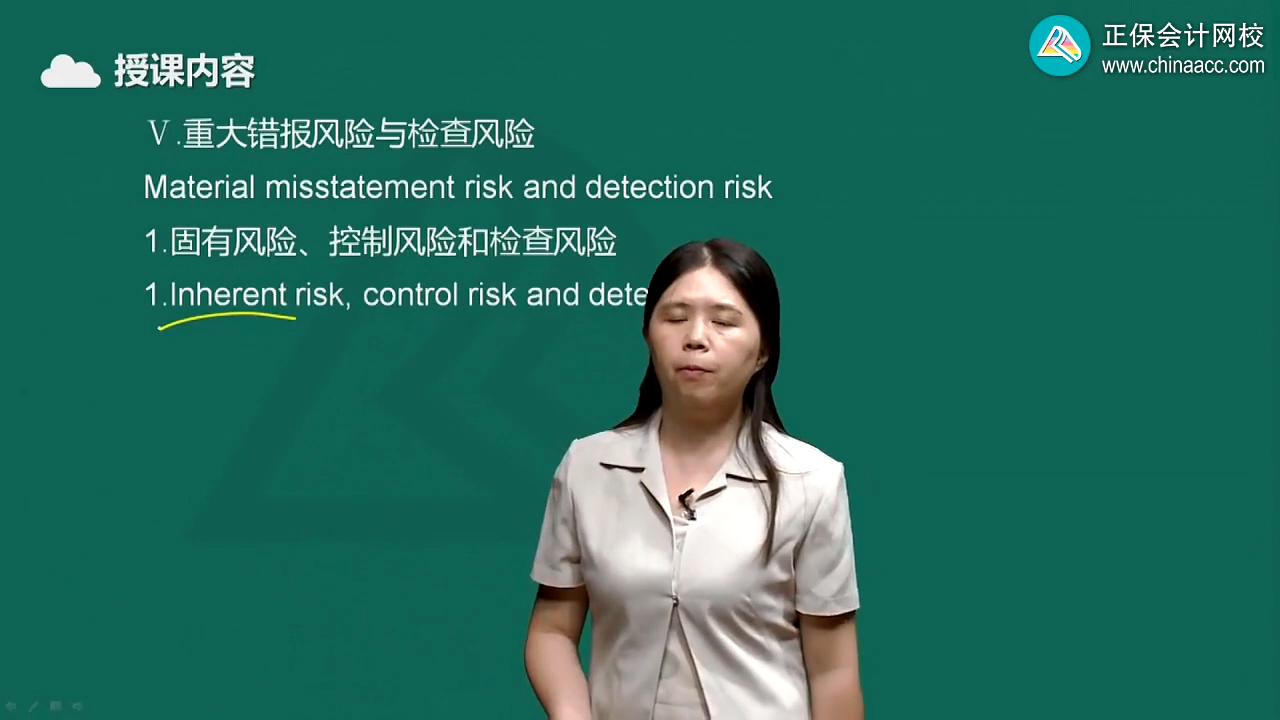 正保会计网校
www.chinaacc.com
授课内容
Ⅴ.重大错报风险与检查风险
Material misstatement risk and detection risk
1.固有风险、控制风险和检查风险
1.Inherent risk, control risk and dete